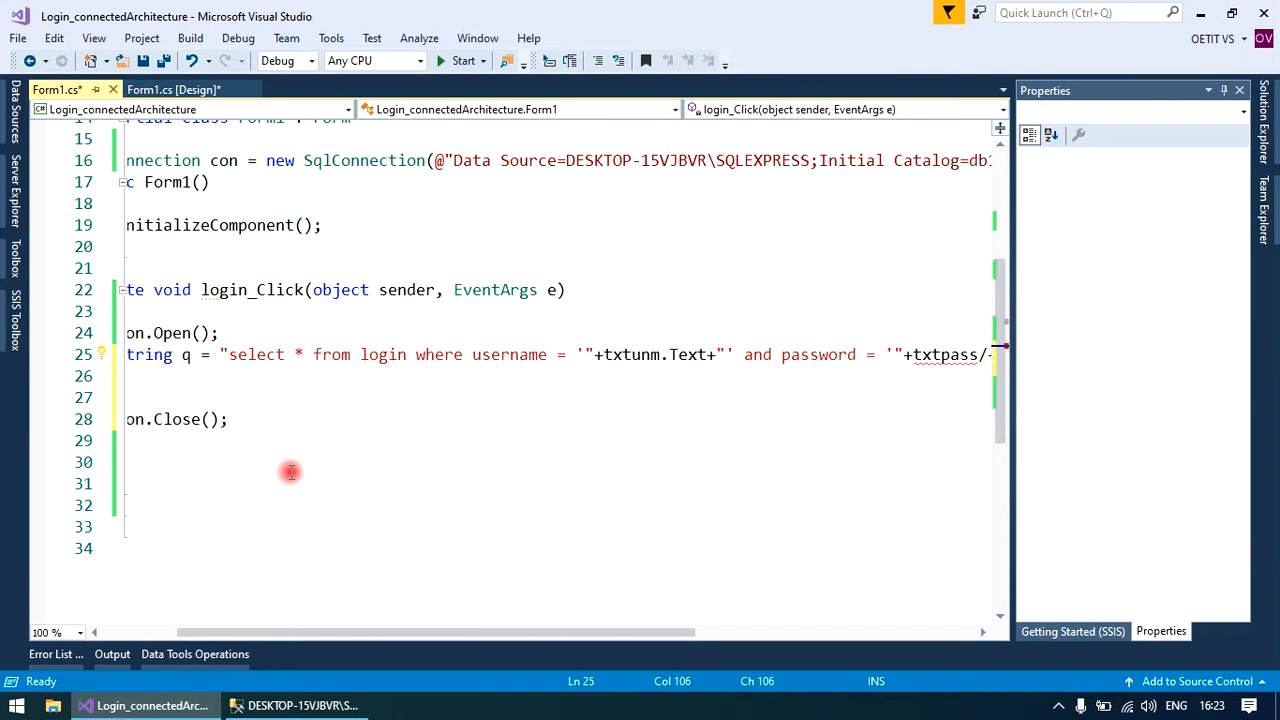 Login_connectedArchitecture - Microsoft Visual Studio
Quick Launch (Ctrl+Q)
File Edit View Project Build Debug Team Tools Test Analyze Window Help
OETIT VS OV
Debug Any CPU Start
Form1.cs* Form1.cs [Design]*
Properties
Login_connectedArchitecture Login_connectedArchitecture.Form1 login_Click(object sender, EventArgs e)
Data Sources
Server Explorer
Toolbox
SSIS Toolbox
15
16 nnection con = new SqlConnection(@"Data Source=DESKTOP-15VJBVR\SQLEXPRESS;Initial Catalog=db1
17 c Form1()
18
19 nitializeComponent();
20
21
22 te void login_Click(object sender, EventArgs e)
23
24 on.Open();
25 tring q = "select * from login where username = '"+txtunm.Text+"' and password = '"+txtpass/
26
27
28 on.Close();
29
30
31
32
33
34
Solution Explorer
Team Explorer
100 %
Getting Started (SSIS) Properties
Error List ... Output Data Tools Operations
Ready Ln 25 Col 106 Ch 106 INS Add to Source Control
Login_connectedArc... DESKTOP-15VJBVR\S... ENG 16:23